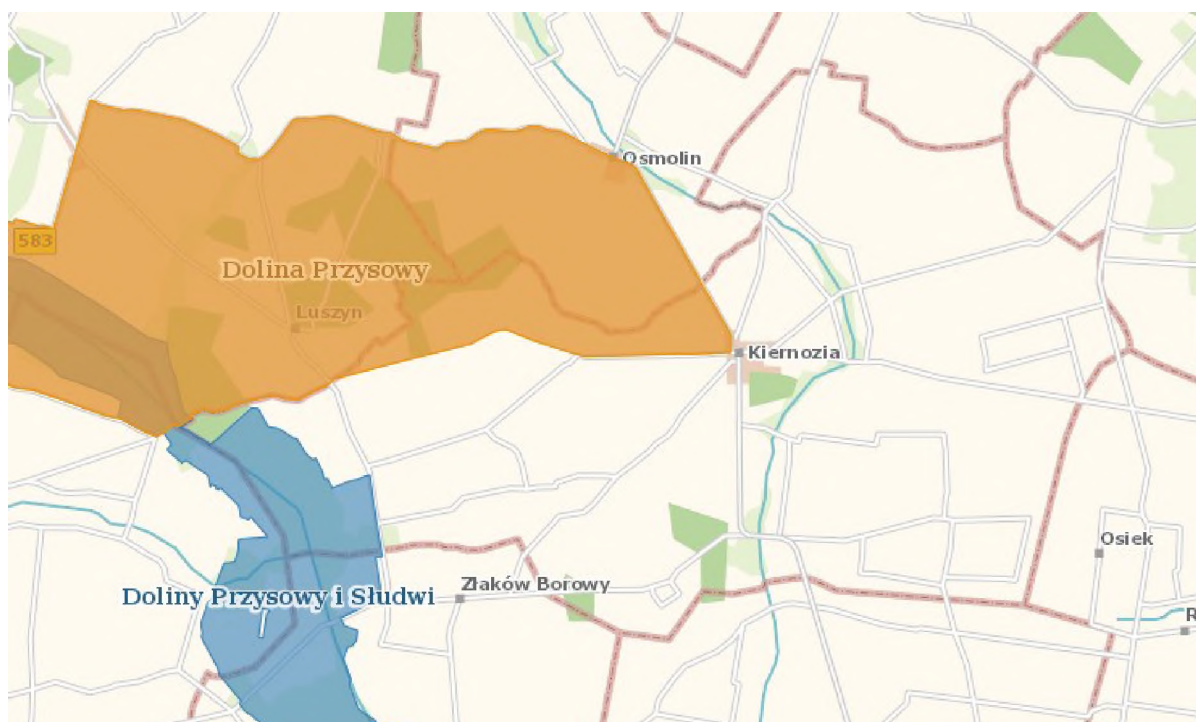 Osmolin
583
Dolina Przysowy
Luszyn
Kiernozia
Osiek
Złaków Borowy
Doliny Przysowy i Słudwi
R